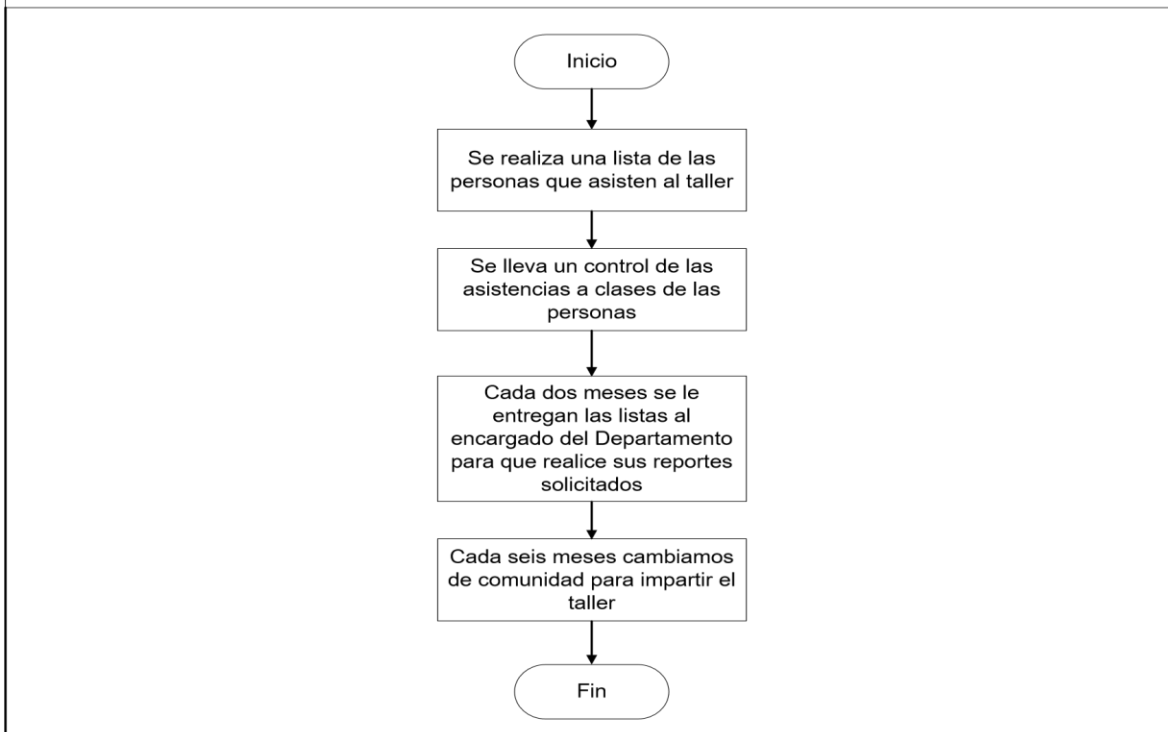 Inicio
Se realiza una lista de las
personas que asisten al taller
Se lleva un control de las
asistencias a clases de las
personas
Cada dos meses se le
entregan las listas al
encargado del Departamento
para que realice sus reportes
solicitados
Cada seis meses cambiamos
de comunidad para impartir el
taller
Fin